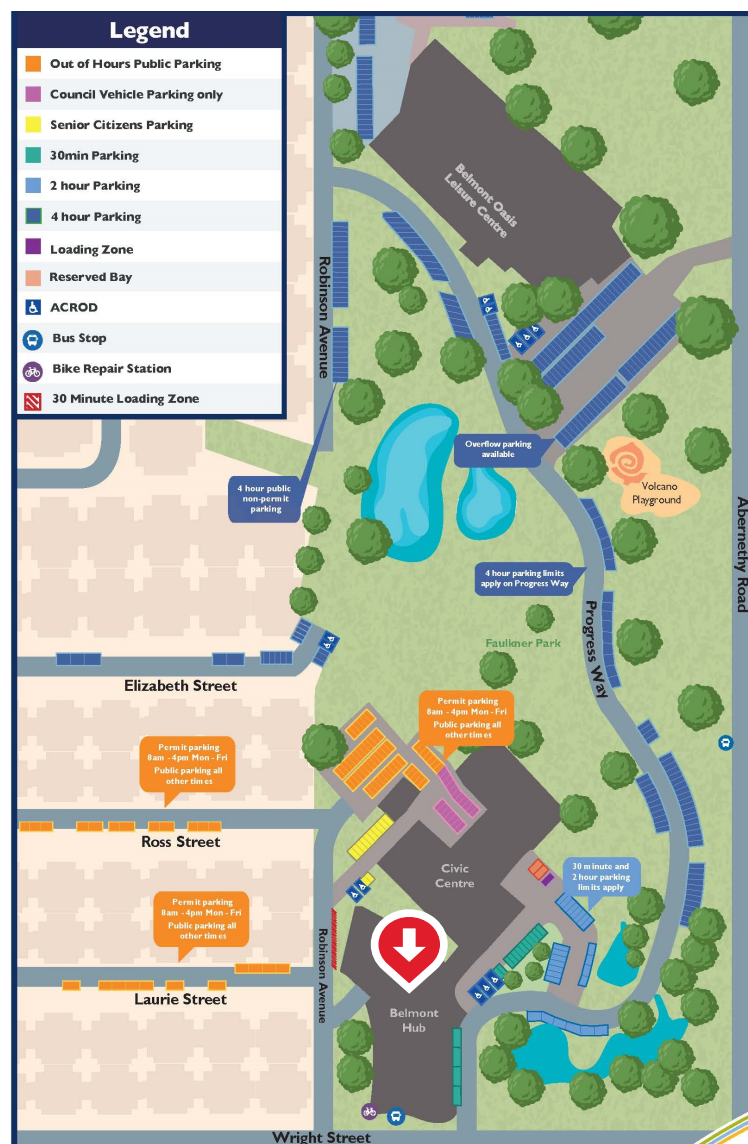 Legend
Out of Hours Public Parking
Council Vehicle Parking only
Senior Citizens Parking
30min Parking
2 hour Parking
4 hour Parking
Loading Zone
Reserved Bay
ACROD
Bus Stop
Bike Repair Station
30 Minute Loading Zone
Belmont Oasis
Leisure Centre
Robinson Avenue
Overflow parking
available
4 hour public
non-permit
parking
Volcano
Playground
Abernethy Road
4 hour parking limits
apply on Progress Way
Progress Way
Faulkner Park
Elizabeth Street
Permit parking
8am - 4pm Mon - Fri
Public parking all
other times
Permit parking
8am - 4pm Mon - Fri
Public parking all
other times
Ross Street
Civic
Centre
30 minute and
2 hour parking
limits apply
Permit parking
8am - 4pm Mon - Fri
Public parking all
other times
Robinson Avenue
Laurie Street
Belmont
Hub
Wright Street